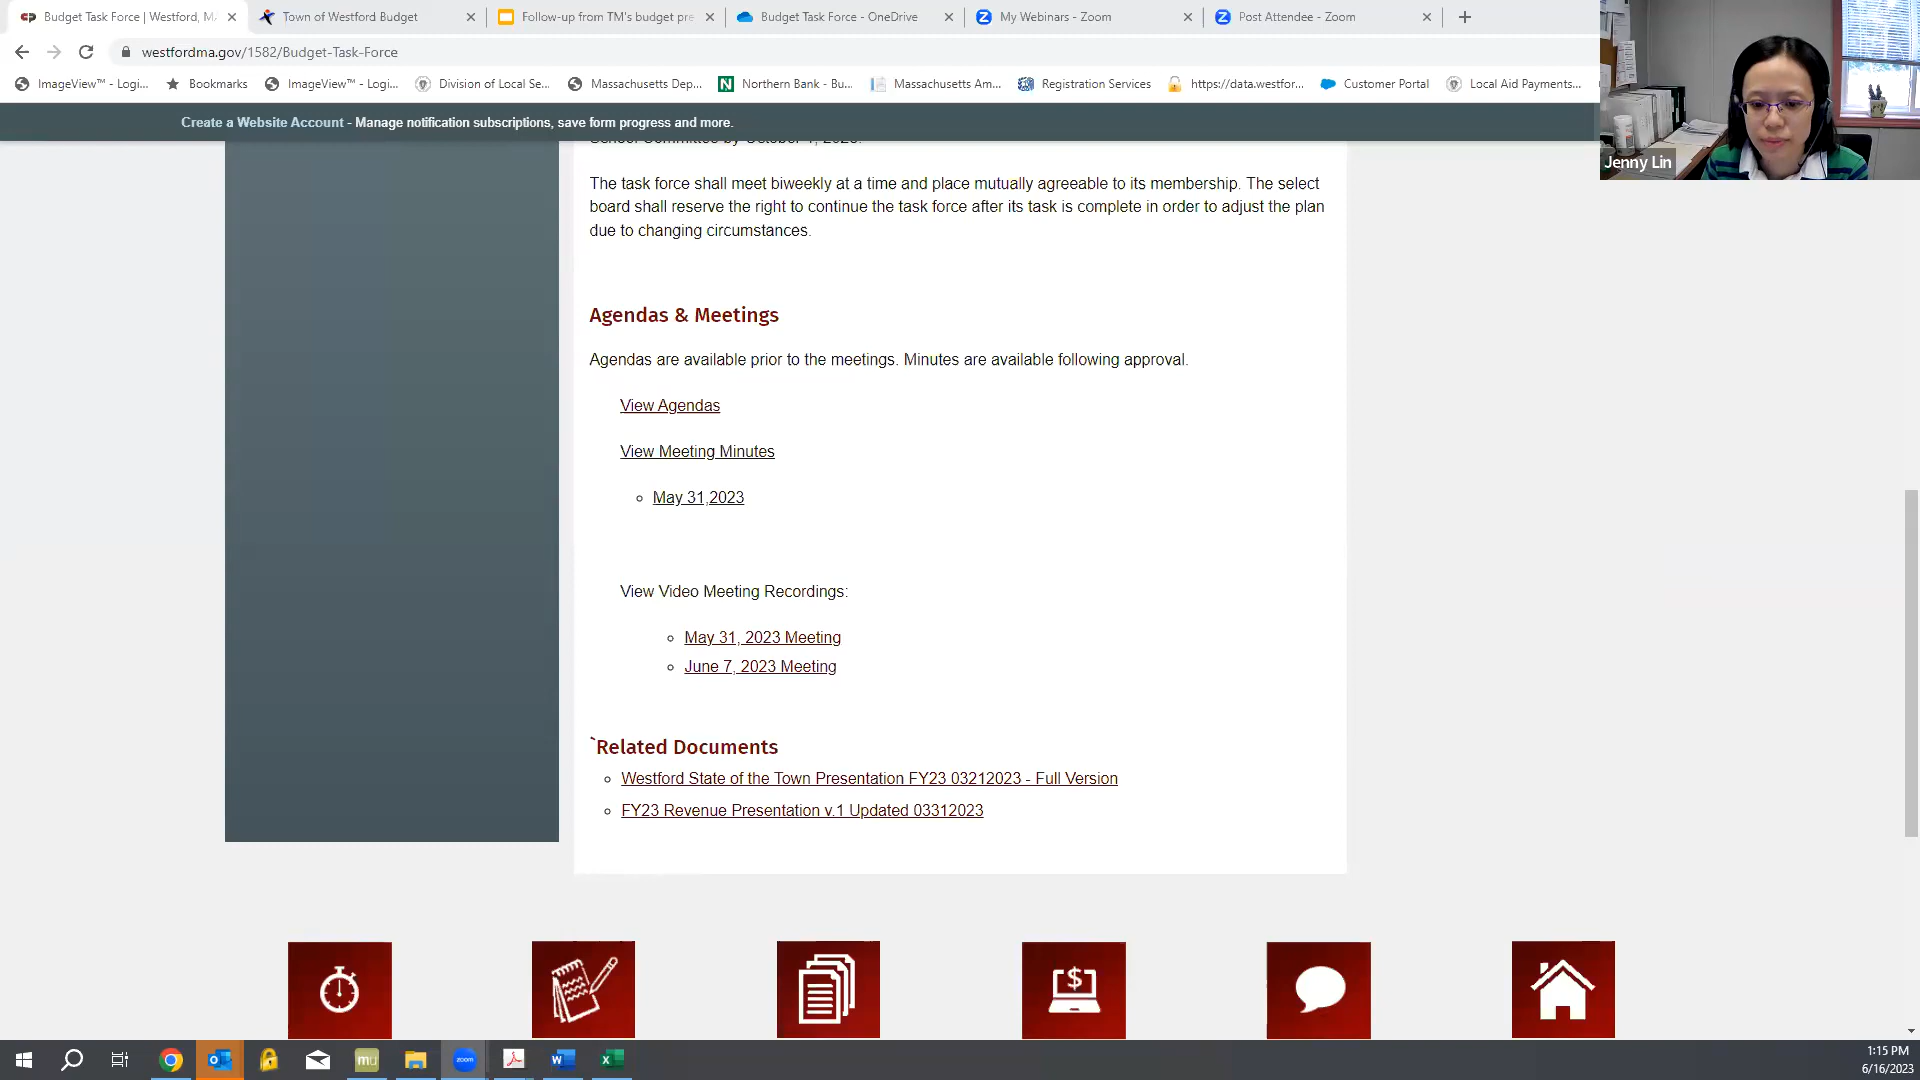 Budget Task Force | Westford, MA
Town of Westford Budget
Follow-up from TM's budget pre
Budget Task Force - OneDrive
My Webinars - Zoom
Post Attendee - Zoom
westfordma.gov/1582/Budget-Task-Force
ImageView™ - Logi...
Bookmarks
ImageView™ - Logi...
Division of Local Se...
Massachusetts Dep...
N
Northern Bank - Bu...
Massachusetts Am...
Registration Services
https://data.westfor...
Customer Portal
Local Aid Payments...
Create a Website Account - Manage notification subscriptions, save form progress and more.
Jenny Lin
The task force shall meet biweekly at a time and place mutually agreeable to its membership. The select
board shall reserve the right to continue the task force after its task is complete in order to adjust the plan
due to changing circumstances.
Agendas & Meetings
Agendas are available prior to the meetings. Minutes are available following approval.
View Agendas
View Meeting Minutes
May 31,2023
View Video Meeting Recordings:
May 31, 2023 Meeting
June 7, 2023 Meeting
`Related Documents
Westford State of the Town Presentation FY23 03212023 - Full Version
FY23 Revenue Presentation v.1 Updated 03312023
$
mu
zoom
1:15 PM
6/16/2023